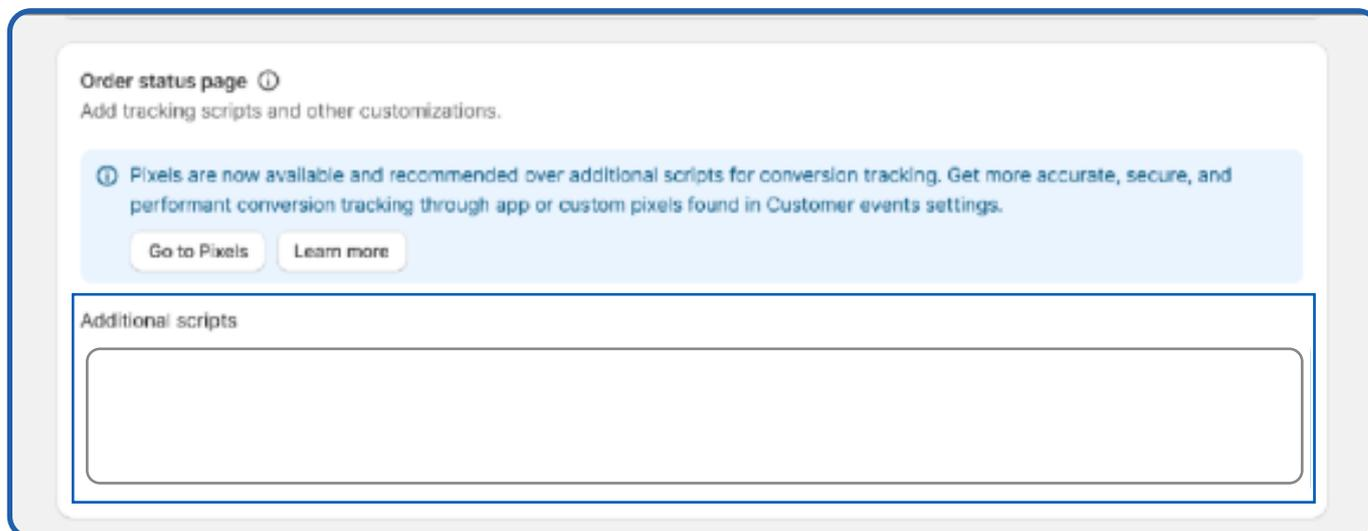 Order status page
Add tracking scripts and other customizations.
Pixels are now available and recommended over additional scripts for conversion tracking. Get more accurate, secure, and
performant conversion tracking through app or custom pixels found in Customer events settings.
Go to Pixels Learn more
Additional scripts